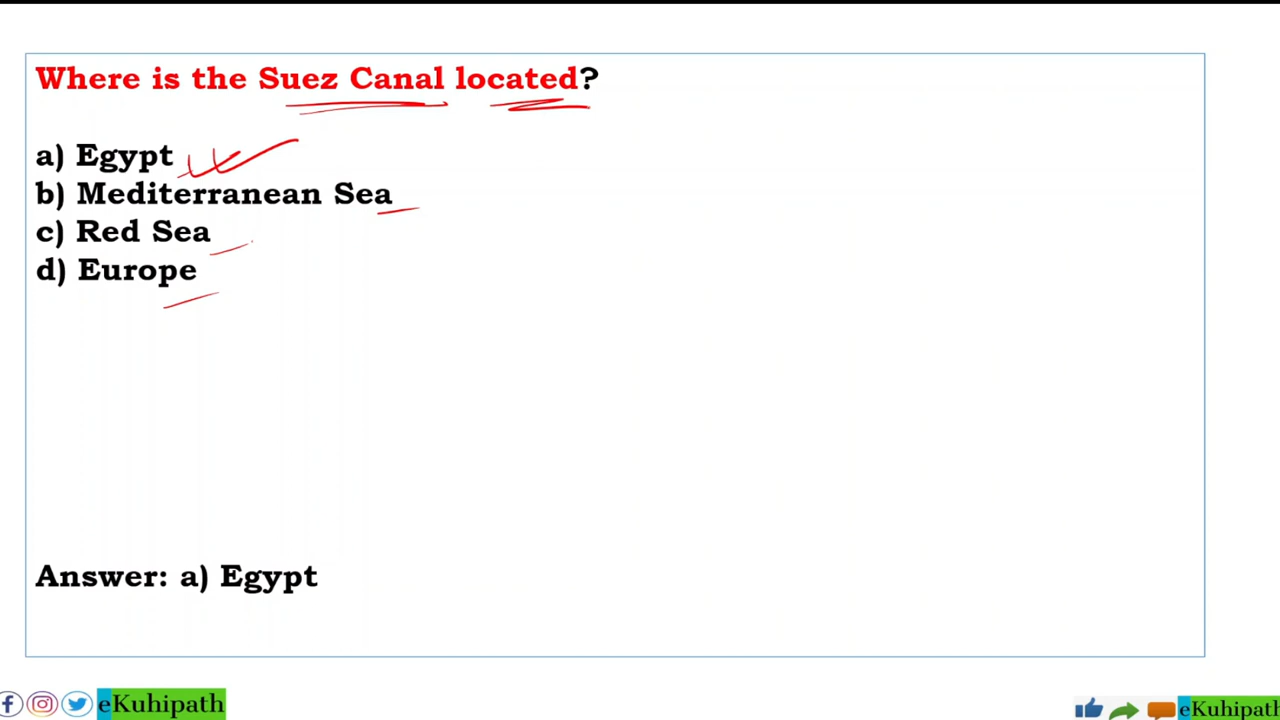 Where is the Suez Canal located?
a) Egypt
b) Mediterranean Sea
c) Red Sea
d) Europe
Answer: a) Egypt
eKuhipath
eKuhipath